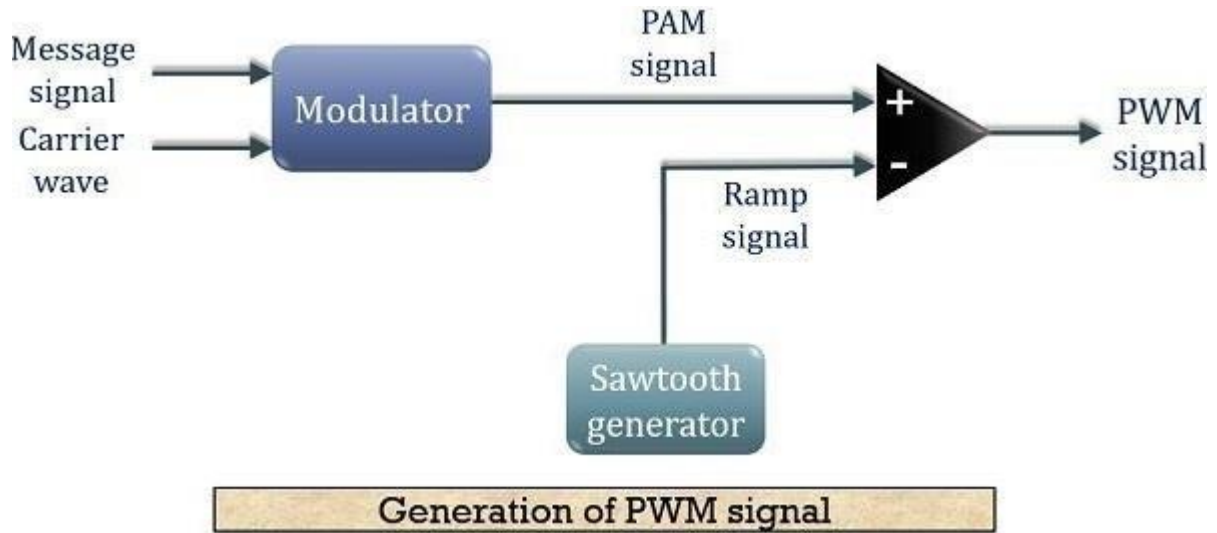 Message
signal
Carrier
wave
Modulator
PAM
signal
+
-
Ramp
signal
PWM
signal
Sawtooth
generator
Generation of PWM signal